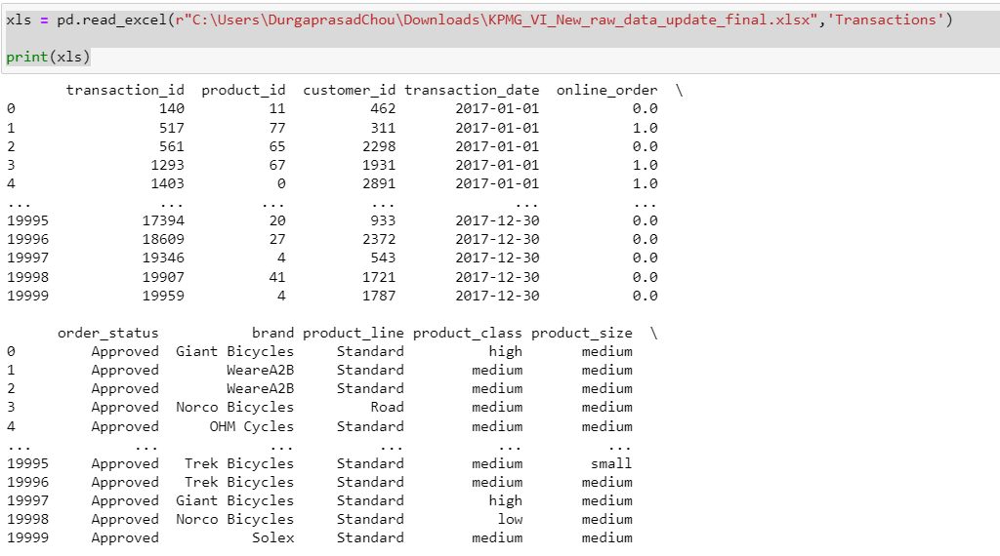 xls = pd.read_excel(r"C:\Users\DurgaprasadChou\Downloads\KPMG_VI_New_raw_data_update_final.xlsx",'Transactions')
print(xls)
transaction_id  product_id  customer_id transaction_date  online_order  \
0                 140          11          462       2017-01-01           0.0
1                 517          77          311       2017-01-01           1.0
2                 561          65         2298       2017-01-01           0.0
3                1293          67         1931       2017-01-01           1.0
4                1403           0         2891       2017-01-01           1.0
...               ...         ...          ...              ...           ...
19995           17394          20          933       2017-12-30           0.0
19996           18609          27         2372       2017-12-30           0.0
19997           19346           4          543       2017-12-30           0.0
19998           19907          41         1721       2017-12-30           0.0
19999           19959           4         1787       2017-12-30           0.0
order_status           brand product_line product_class product_size  \
0         Approved  Giant Bicycles     Standard          high       medium
1         Approved        WeareA2B     Standard        medium       medium
2         Approved        WeareA2B     Standard        medium       medium
3         Approved  Norco Bicycles         Road        medium       medium
4         Approved      OHM Cycles     Standard        medium       medium
...            ...             ...          ...           ...          ...
19995     Approved   Trek Bicycles     Standard        medium        small
19996     Approved   Trek Bicycles     Standard        medium       medium
19997     Approved  Giant Bicycles     Standard          high       medium
19998     Approved  Norco Bicycles     Standard           low       medium
19999     Approved           Solex     Standard        medium       medium